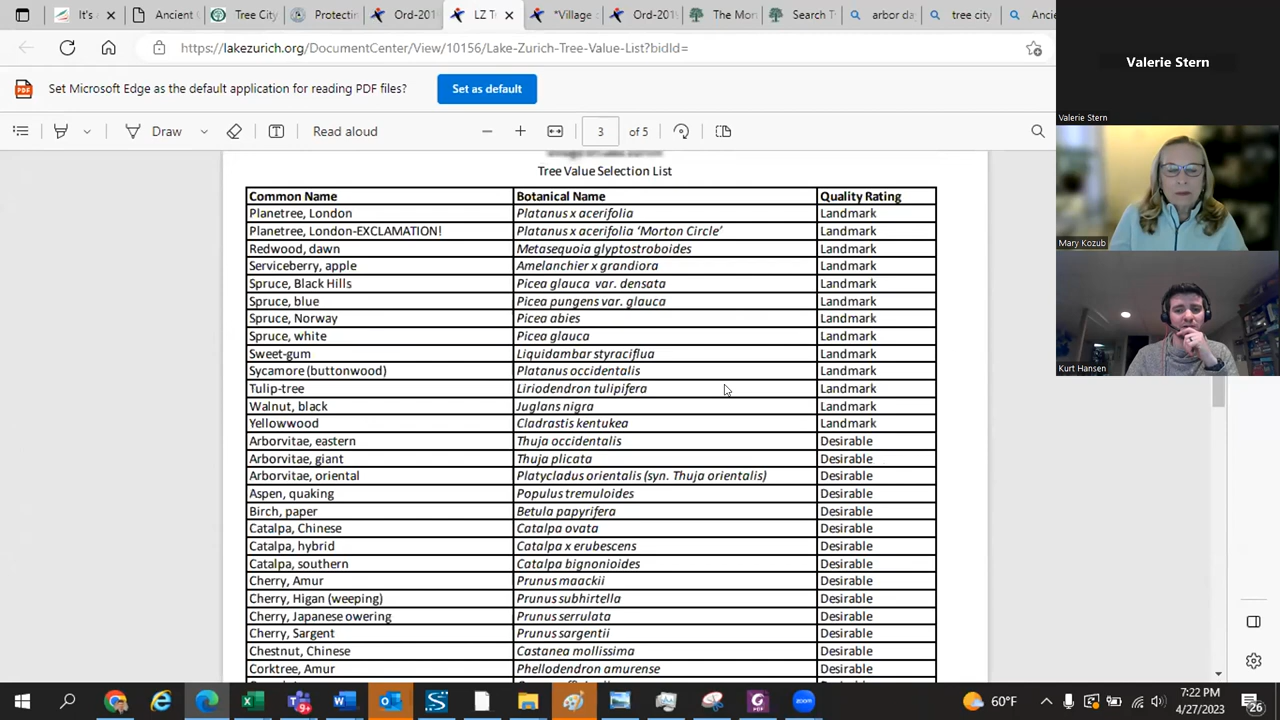 It's i
Ancient
Tree City
Protectin
Ord-201
LZ T
*Village
Ord-201
The Mor
Search T
arbor da
tree city
Ancie
https://lakezurich.org/DocumentCenter/View/10156/Lake-Zurich-Tree-Value-List?bidId=
Set Microsoft Edge as the default application for reading PDF files? Set as default
Draw Read aloud 3 of 5
Tree Value Selection List
Common Name Botanical Name Quality Rating
Planetree, London Platanus x acerifolia Landmark
Planetree, London-EXCLAMATION! Platanus x acerifolia ‘Morton Circle’ Landmark
Redwood, dawn Metasequoia glyptostroboides Landmark
Serviceberry, apple Amelanchier x grandiora Landmark
Spruce, Black Hills Picea glauca var. densata Landmark
Spruce, blue Picea pungens var. glauca Landmark
Spruce, Norway Picea abies Landmark
Spruce, white Picea glauca Landmark
Sweet-gum Liquidambar styraciflua Landmark
Sycamore (buttonwood) Platanus occidentalis Landmark
Tulip-tree Liriodendron tulipifera Landmark
Walnut, black Juglans nigra Landmark
Yellowwood Cladrastis kentukea Landmark
Arborvitae, eastern Thuja occidentalis Desirable
Arborvitae, giant Thuja plicata Desirable
Arborvitae, oriental Platycladus orientalis (syn. Thuja orientalis) Desirable
Aspen, quaking Populus tremuloides Desirable
Birch, paper Betula papyrifera Desirable
Catalpa, Chinese Catalpa ovata Desirable
Catalpa, hybrid Catalpa x erubescens Desirable
Catalpa, southern Catalpa bignonioides Desirable
Cherry, Amur Prunus maackii Desirable
Cherry, Higan (weeping) Prunus subhirtella Desirable
Cherry, Japanese owering Prunus serrulata Desirable
Cherry, Sargent Prunus sargentii Desirable
Chestnut, Chinese Castanea mollissima Desirable
Corktree, Amur Phellodendron amurense Desirable
Valerie Stern
Valerie Stern
Mary Kozub
Kurt Hansen
60°F
7:22 PM
4/27/2023
26